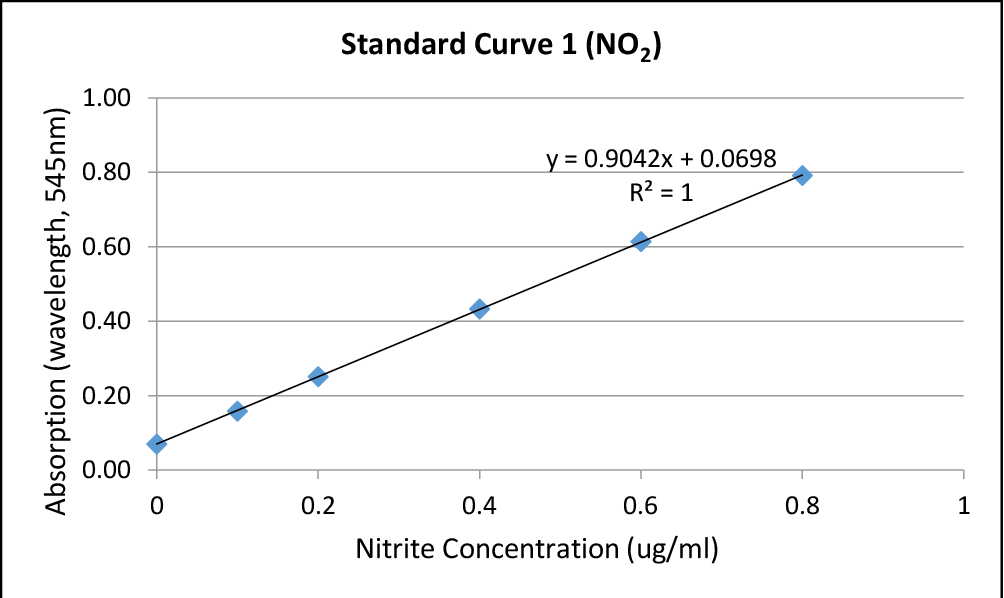 Standard Curve 1 (NO₂)
Absorption (wavelength, 545nm)
1.00
0.80
0.60
0.40
0.20
0.00
y = 0.9042x + 0.0698
R² = 1
0 0.2 0.4 0.6 0.8 1
Nitrite Concentration (ug/ml)